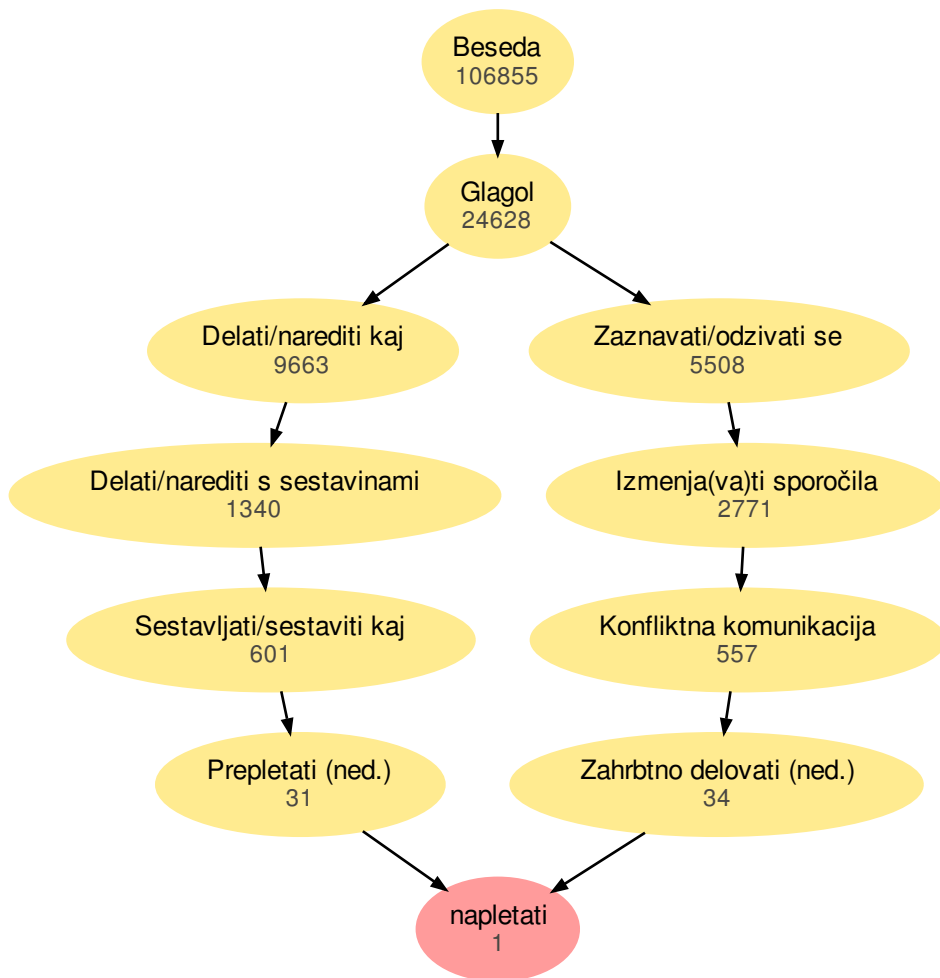 Beseda
106855
Glagol
24628
Delati/narediti kaj
9663
Zaznavati/odzivati se
5508
Delati/narediti s sestavinami
1340
Izmenja(va)ti sporočila
2771
Sestavljati/sestaviti kaj
601
Konfliktna komunikacija
557
Prepletati (ned.)
31
Zahrbtno delovati (ned.)
34
napletati
1